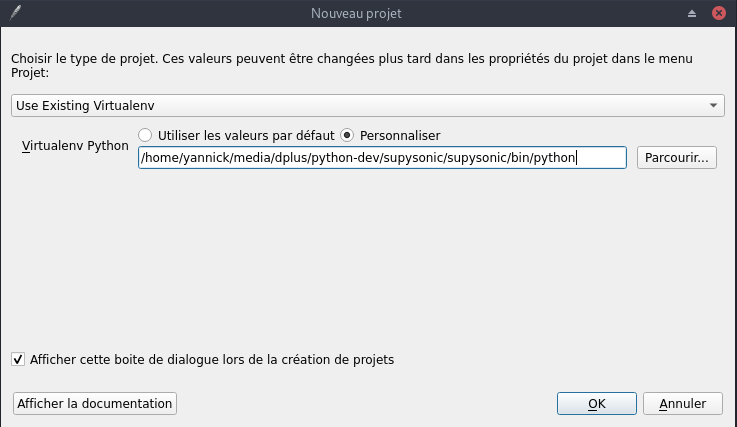 Nouveau projet
Choisir le type de projet. Ces valeurs peuvent être changées plus tard dans les propriétés du projet dans le menu
Projet:
Use Existing Virtualenv
Utiliser les valeurs par défaut Personnaliser
Virtualenv Python
/home/yannick/media/dplus/python-dev/supysonic/supysonic/bin/python
Parcourir...
Afficher cette boite de dialogue lors de la création de projets
Afficher la documentation
OK
Annuler